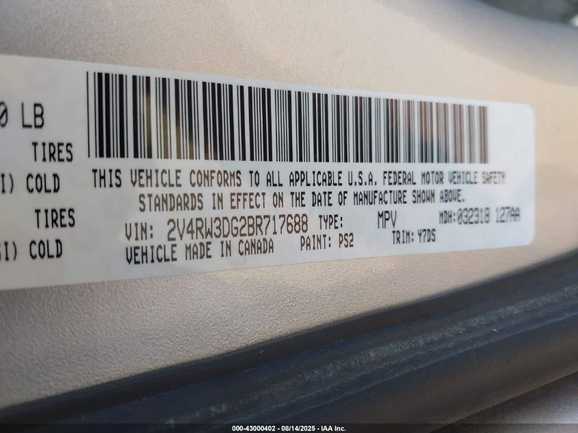 0 LB
TIRES
I) COLD
TIRES
SI) COLD
THIS VEHICLE CONFORMS TO ALL APPLICABLE U.S.A. FEDERAL MOTOR VEHICLE SAFETY
STANDARDS IN EFFECT ON THE DATE OF MANUFACTURE SHOWN ABOVE.
VIN: 2V4RW3DG2BR717688 TYPE: MPV MDH: 032318 127AA
VEHICLE MADE IN CANADA PAINT: PS2 TRIM: Y7DS
000-43000402 - 08/14/2025 - IAA Inc.